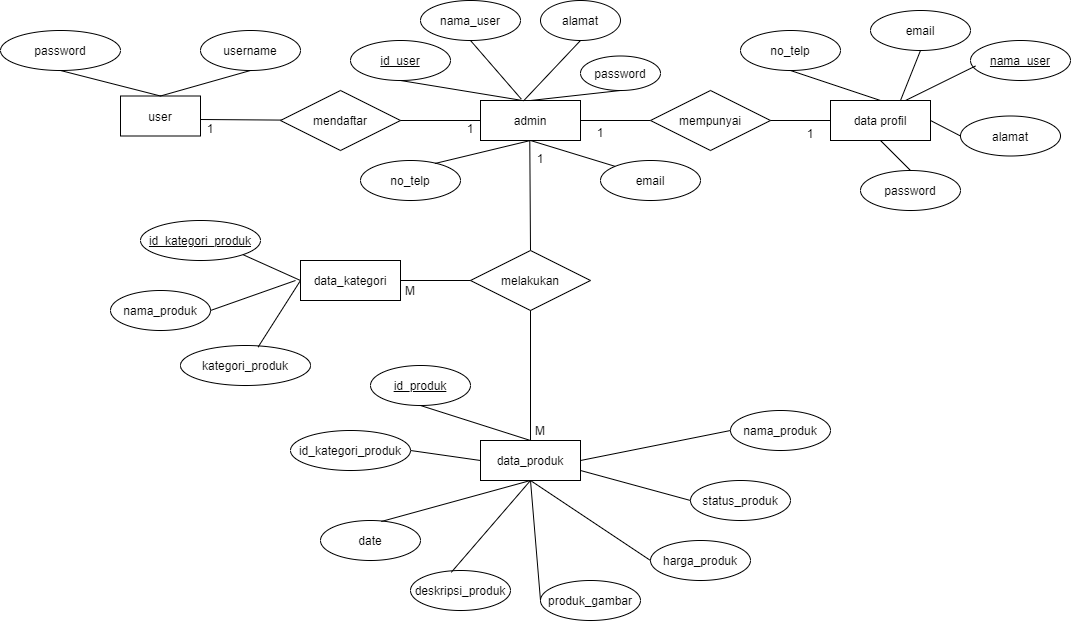 nama_user
alamat
password
username
id_user
password
no_telp
email
nama_user
user
1
mendaftar
1
admin
1
mempunyai
1
data profil
alamat
1
no_telp
email
password
id_kategori_produk
data_kategori
M
melakukan
nama_produk
kategori_produk
id_produk
M
nama_produk
id_kategori_produk
data_produk
status_produk
date
harga_produk
deskripsi_produk
produk_gambar